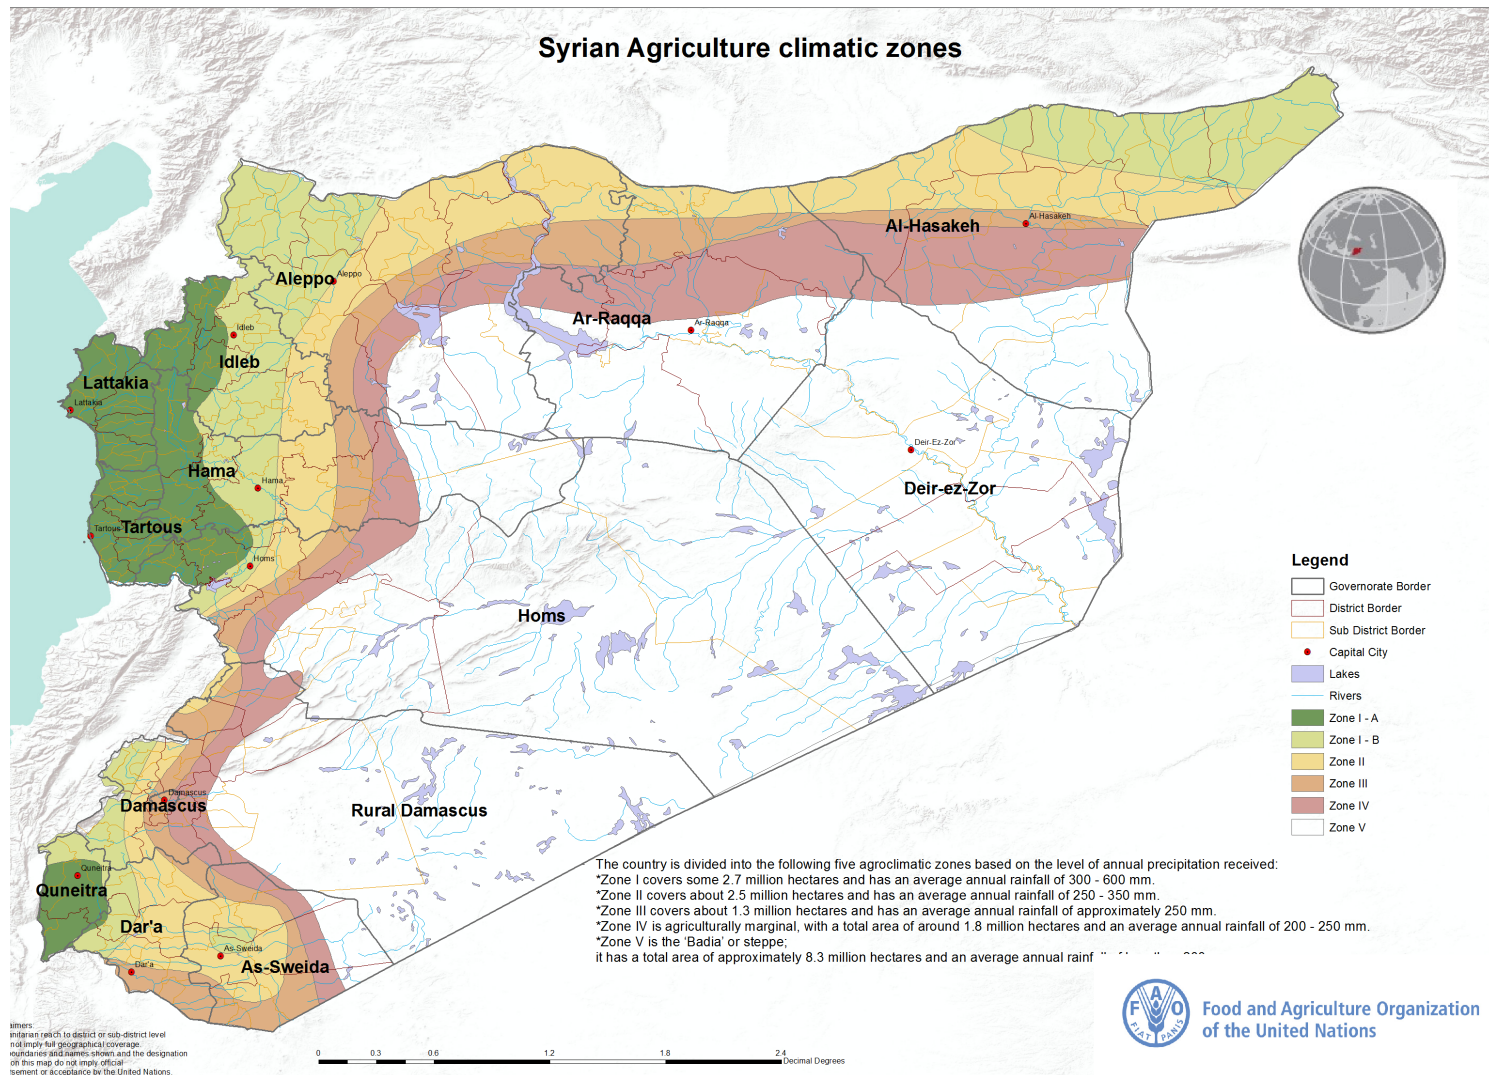 Syrian Agriculture climatic zones
Al-Hasakeh
Al-Hasakeh
Aleppo
Aleppo
Ar-Raqqa
Ar-Raqqa
Idleb
Idleb
Lattakia
Lattakia
Deir-Ez-Zor
Deir-ez-Zor
Hama
Hama
Tartous
Tartous
Homs
Homs
Damascus
Damascus
Rural Damascus
Quneitra
Quneitra
Dar'a
Dar'a
As-Sweida
As-Sweida
Legend
Governorate Border
District Border
Sub District Border
Capital City
Lakes
Rivers
Zone I - A
Zone I - B
Zone II
Zone III
Zone IV
Zone V
The country is divided into the following five agroclimatic zones based on the level of annual precipitation received:
*Zone I covers some 2.7 million hectares and has an average annual rainfall of 300 - 600 mm.
*Zone II covers about 2.5 million hectares and has an average annual rainfall of 250 - 350 mm.
*Zone III covers about 1.3 million hectares and has an average annual rainfall of approximately 250 mm.
*Zone IV is agriculturally marginal, with a total area of around 1.8 million hectares and an average annual rainfall of 200 - 250 mm.
*Zone V is the 'Badia' or steppe;
it has a total area of approximately 8.3 million hectares and an average annual
F A O
FIAT PANIS
Food and Agriculture Organization
of the United Nations
aimers:
anitarian reach to district or sub-district level
not imply full geographical coverage.
oundaries and names shown and the designation
on this map do not imply official
rsement or acceptance by the United Nations.
0 0.3 0.6 1.2 1.8 2.4
Decimal Degrees